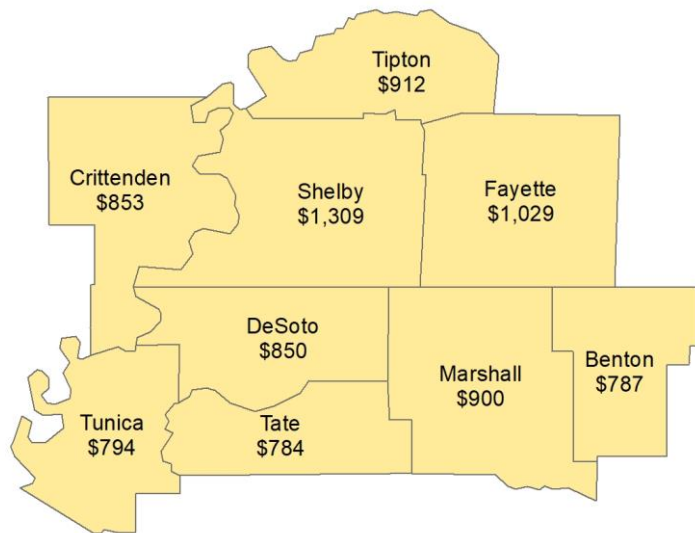 Tipton
$912
Crittenden
$853
Shelby
$1,309
Fayette
$1,029
DeSoto
$850
Marshall
$900
Benton
$787
Tunica
$794
Tate
$784